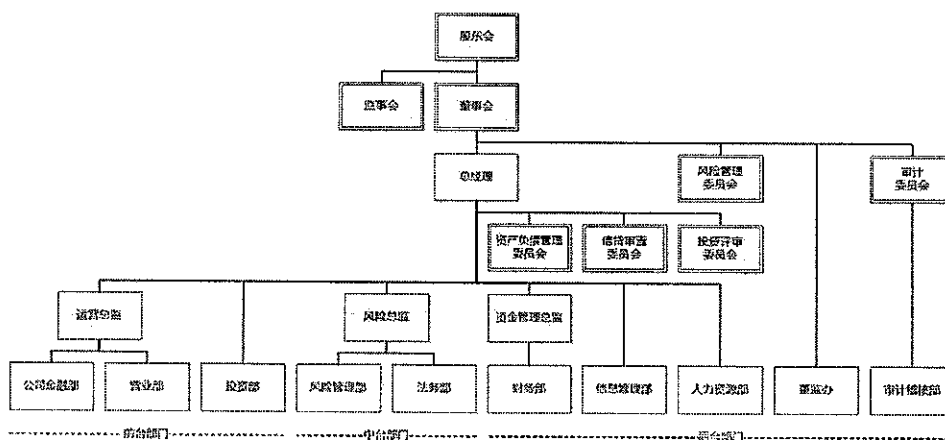 股东会
监事会
董事会
总经理
风险管理
委员会
审计
委员会
资产负债管理
委员会
信贷审查
委员会
投资评审
委员会
运营总监
风险总监
资金管理总监
公司金融部
营业部
投资部
风险管理部
法务部
财务部
信息管理部
人力资源部
董监办
审计稽核部
前台部门
中台部门
后台部门